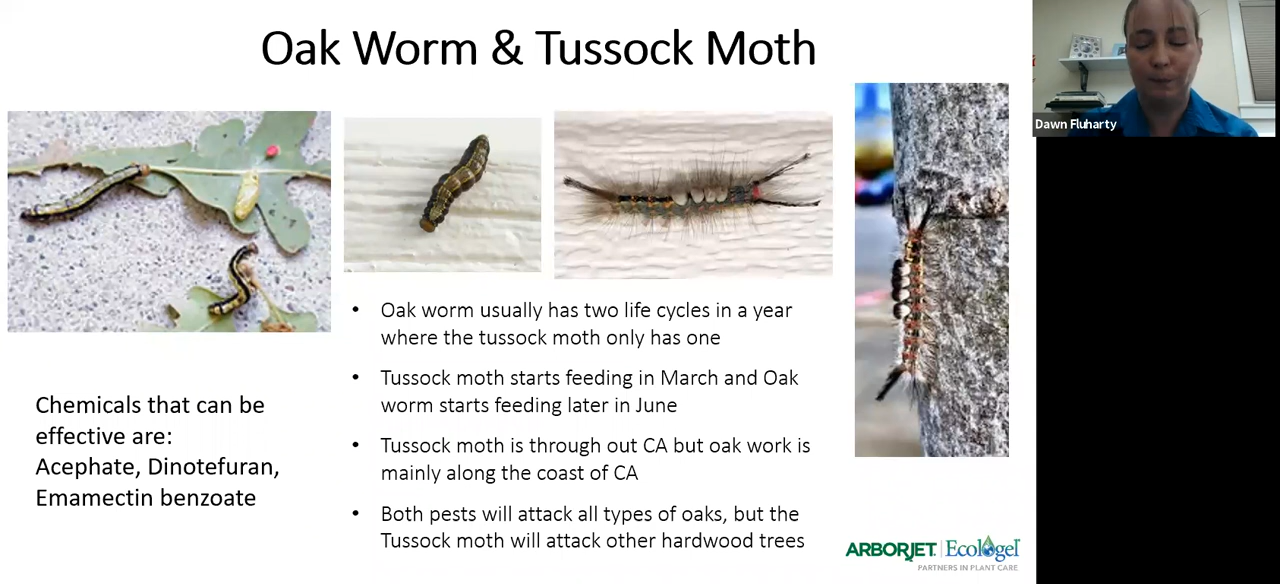 Oak Worm & Tussock Moth
Dawn Fluharty
• Oak worm usually has two life cycles in a year
where the tussock moth only has one
• Tussock moth starts feeding in March and Oak
worm starts feeding later in June
• Tussock moth is through out CA but oak work is
mainly along the coast of CA
• Both pests will attack all types of oaks, but the
Tussock moth will attack other hardwood trees
Chemicals that can be
effective are:
Acephate, Dinotefuran,
Emamectin benzoate
ARBORJET | Ecologel
PARTNERS IN PLANT CARE